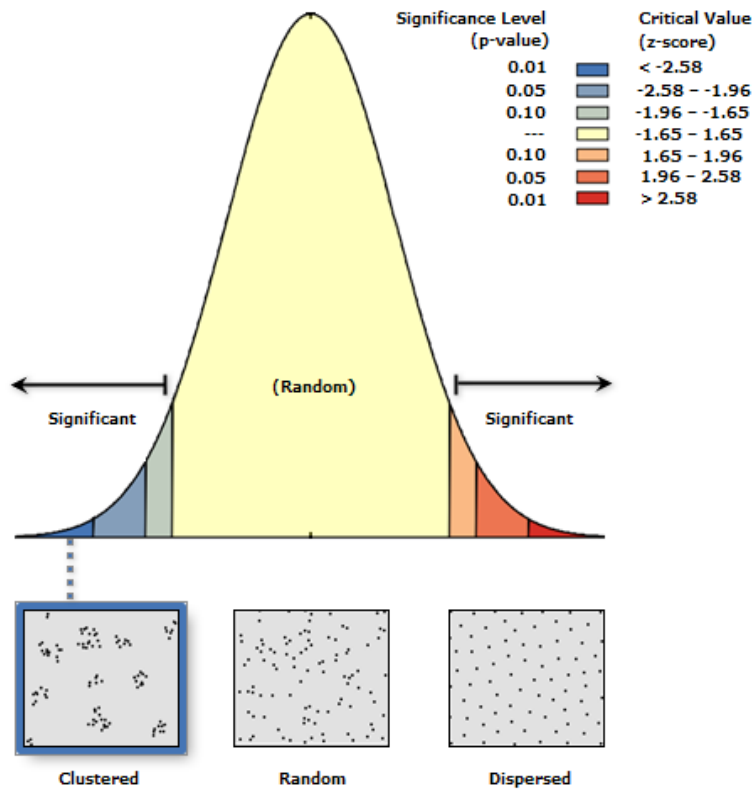 Significance Level Critical Value
(p-value) (z-score)
0.01 < -2.58
0.05 -2.58 – -1.96
0.10 -1.96 – -1.65
--- -1.65 – 1.65
0.10 1.65 – 1.96
0.05 1.96 – 2.58
0.01 > 2.58
(Random)
Significant Significant
Clustered Random Dispersed